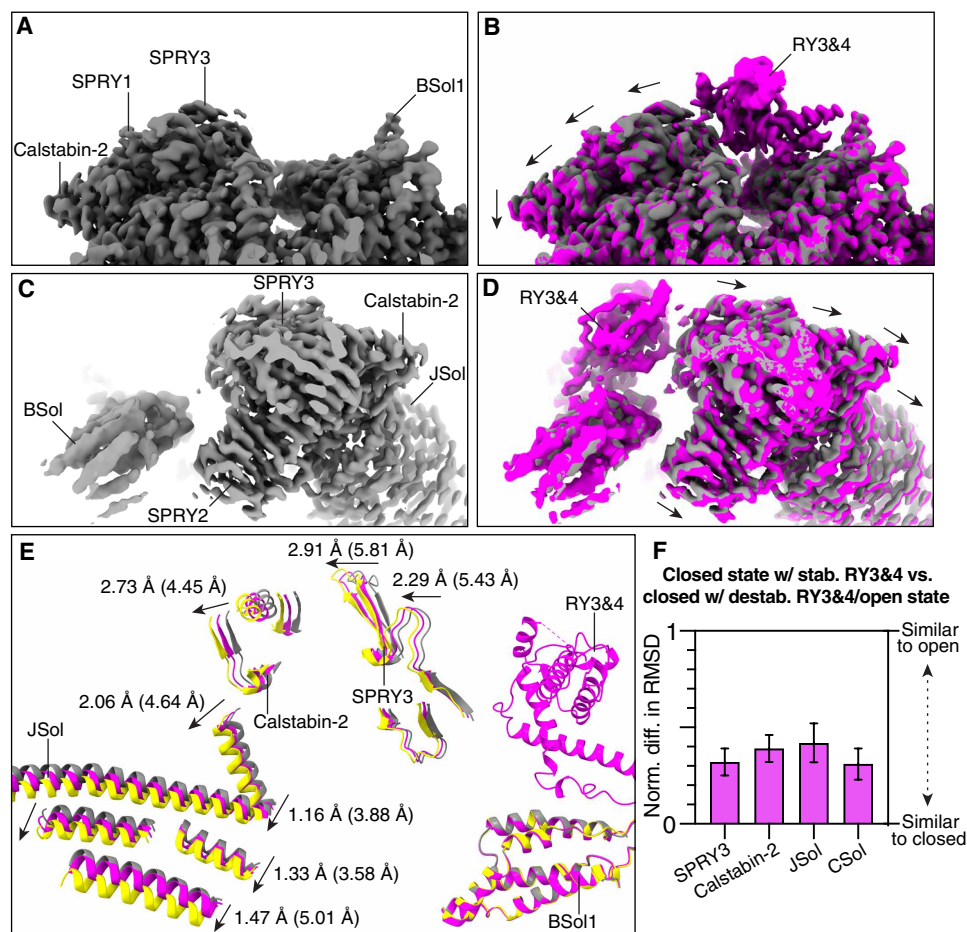 A
SPRY3
SPRY1
BSol1
Calstabin-2
B
RY3&4
C
SPRY3
Calstabin-2
JSol
BSol
SPRY2
D
RY3&4
E
2.91 Å (5.81 Å)
2.73 Å (4.45 Å)
2.29 Å (5.43 Å)
RY3&4
SPRY3
2.06 Å (4.64 Å)
Calstabin-2
JSol
1.16 Å (3.88 Å)
1.33 Å (3.58 Å)
1.47 Å (5.01 Å)
BSol1
F
Closed state w/ stab. RY3&4 vs.
closed w/ destab. RY3&4/open state
Norm. diff. in RMSD
1
0
Similar
to open
Similar
to closed
SPRY3
Calstabin-2
JSol
CSol